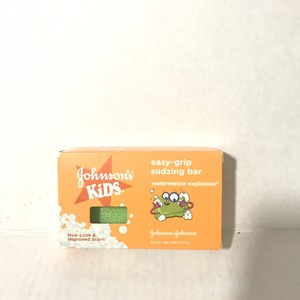 Johnson's
KiDS
easy-grip
sudzing bar
watermelon explosion
New Look &
Improved Scent!
Johnson & Johnson